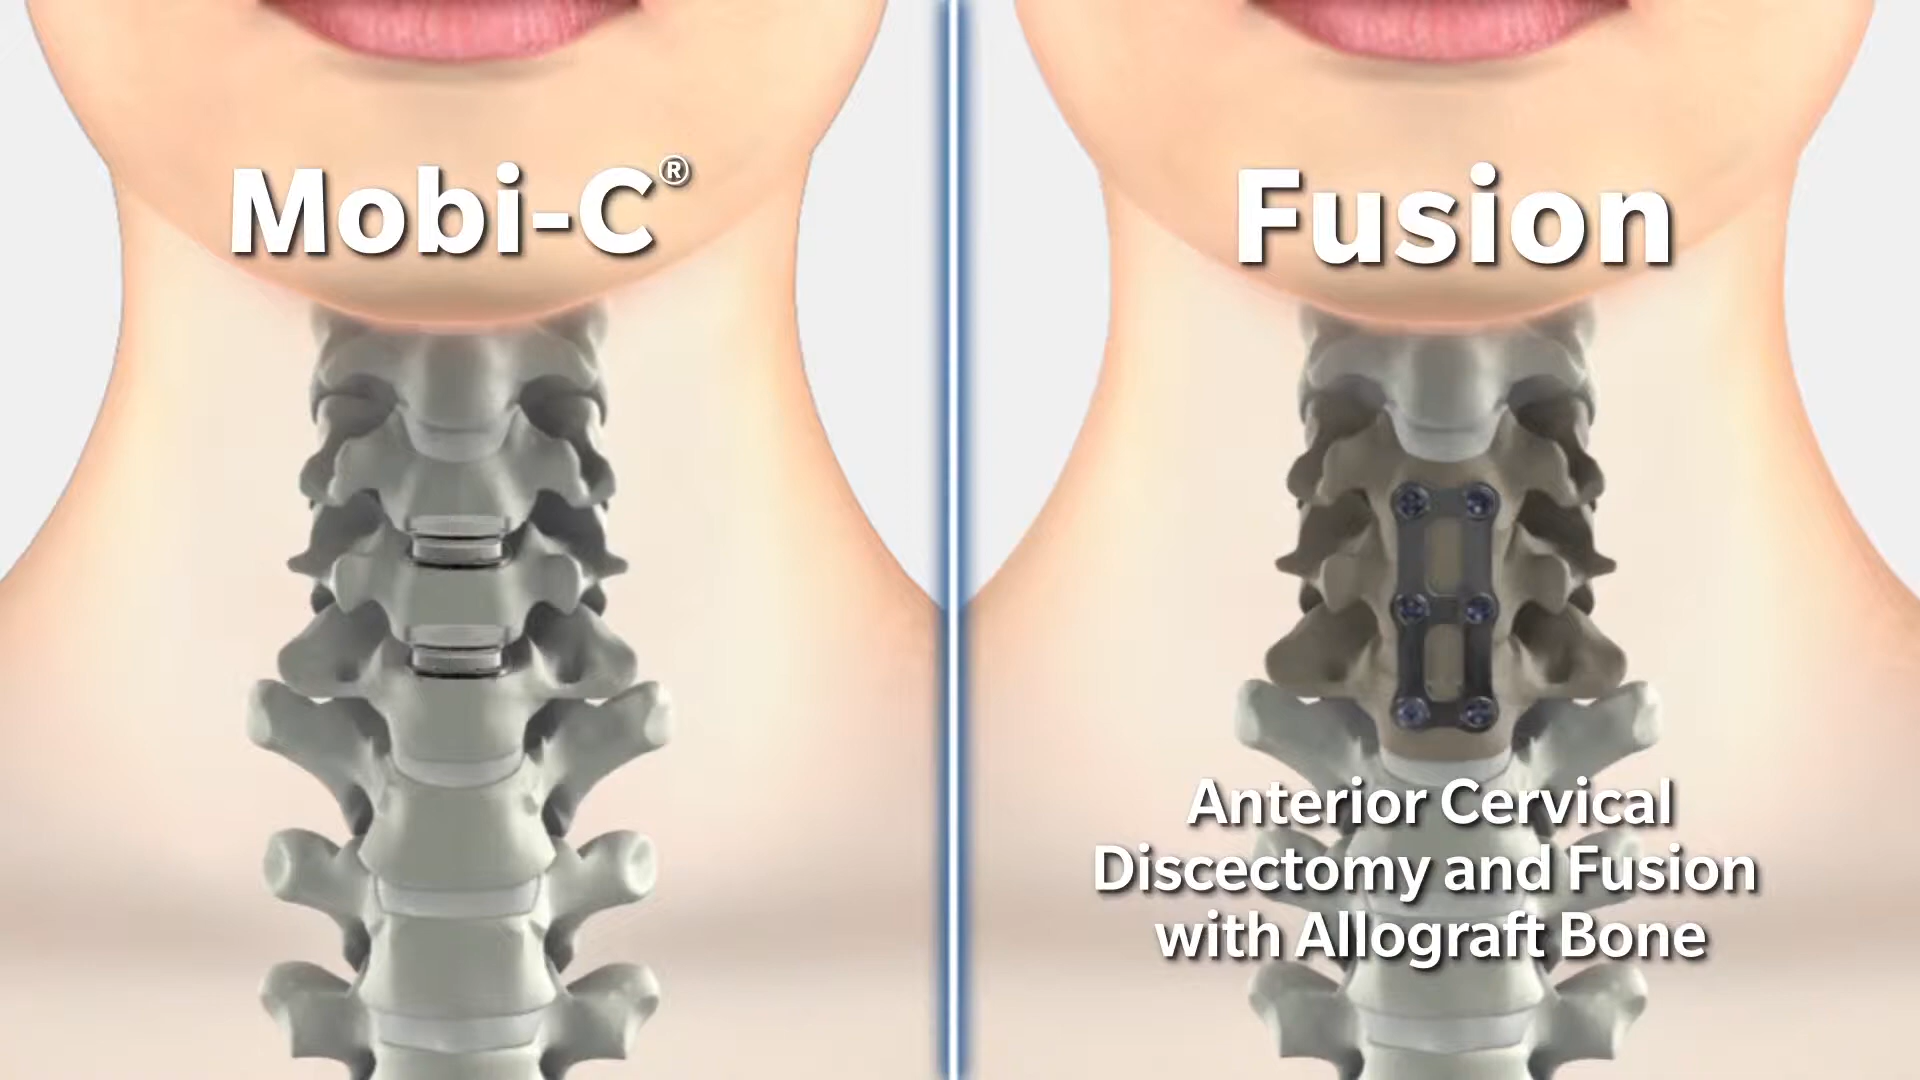 Mobi-C®
Fusion
Anterior Cervical
Discectomy and Fusion
with Allograft Bone